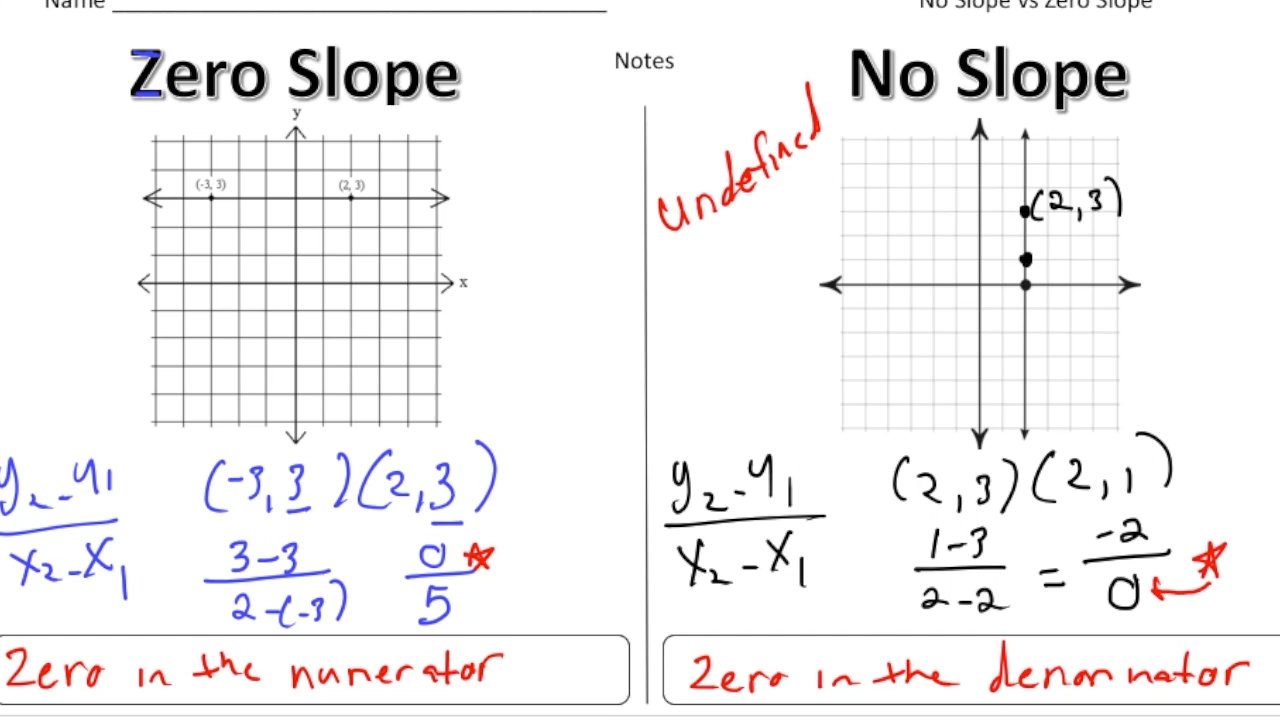 Name
No Slope vs Zero Slope
Notes
Zero Slope
y
(-3, 3)
(2, 3)
x
y₂-y₁
x₂-x₁
(-3, 3)(2, 3)
3-3
2-(-3)
0
5
Zero in the numerator
No Slope
undefined
(2, 3)
y₂-y₁
x₂-x₁
(2, 3)(2, 1)
1-3
2-2
=
-2
0
Zero in the denomnator